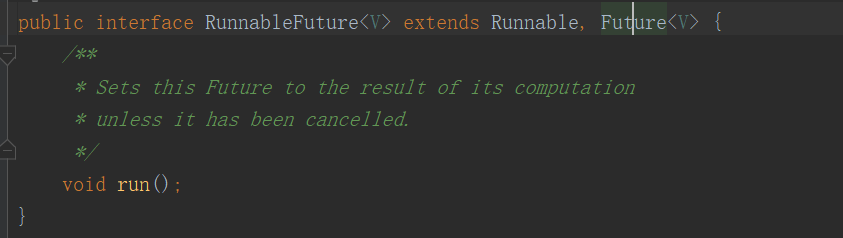 public interface RunnableFuture<V> extends Runnable, Future<V> {
/**
* Sets this Future to the result of its computation
* unless it has been cancelled.
*/
void run();
}